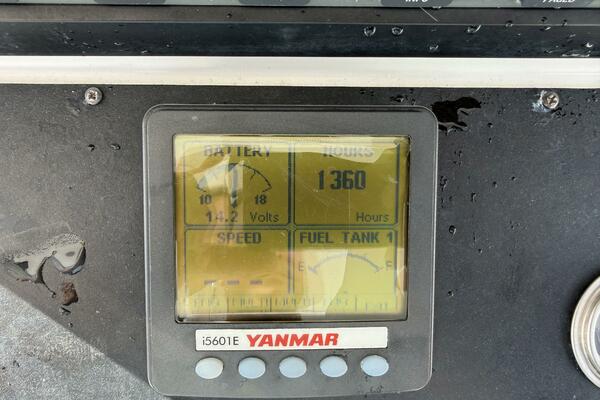 BATTERY
HOURS
10
18
14.2 Volts
1360
Hours
SPEED
FUEL TANK 1
E
F
i5601E YANMAR